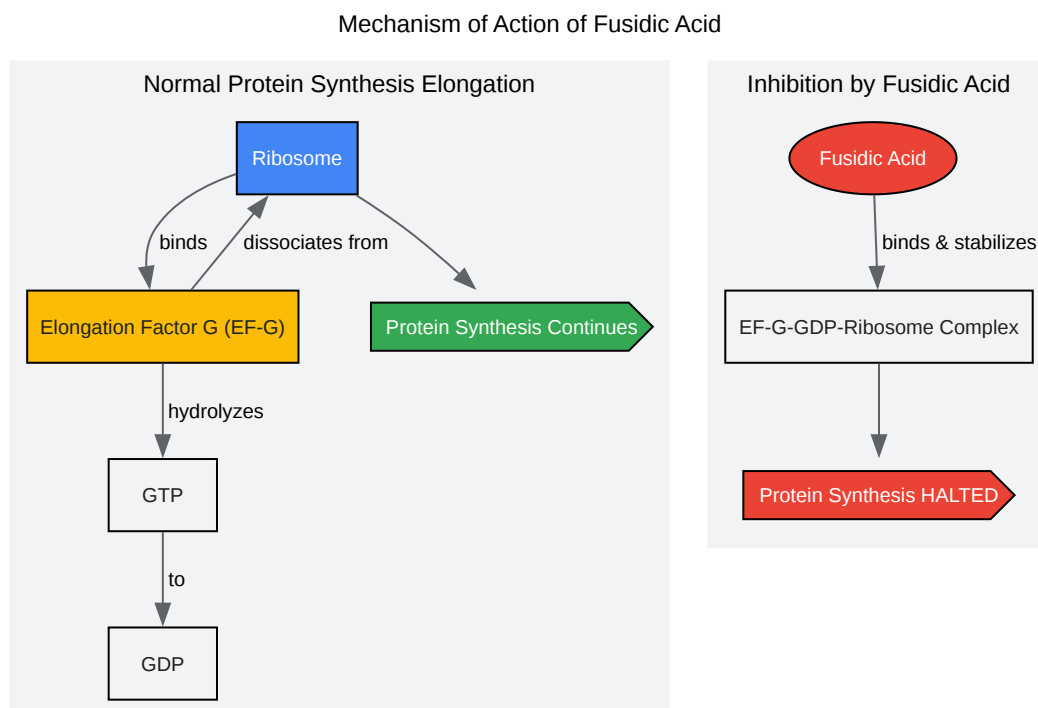 Mechanism of Action of Fusidic Acid
Normal Protein Synthesis Elongation
Ribosome
binds
dissociates from
Elongation Factor G (EF-G)
Protein Synthesis Continues
hydrolyzes
GTP
to
GDP
Inhibition by Fusidic Acid
Fusidic Acid
binds & stabilizes
EF-G-GDP-Ribosome Complex
Protein Synthesis HALTED